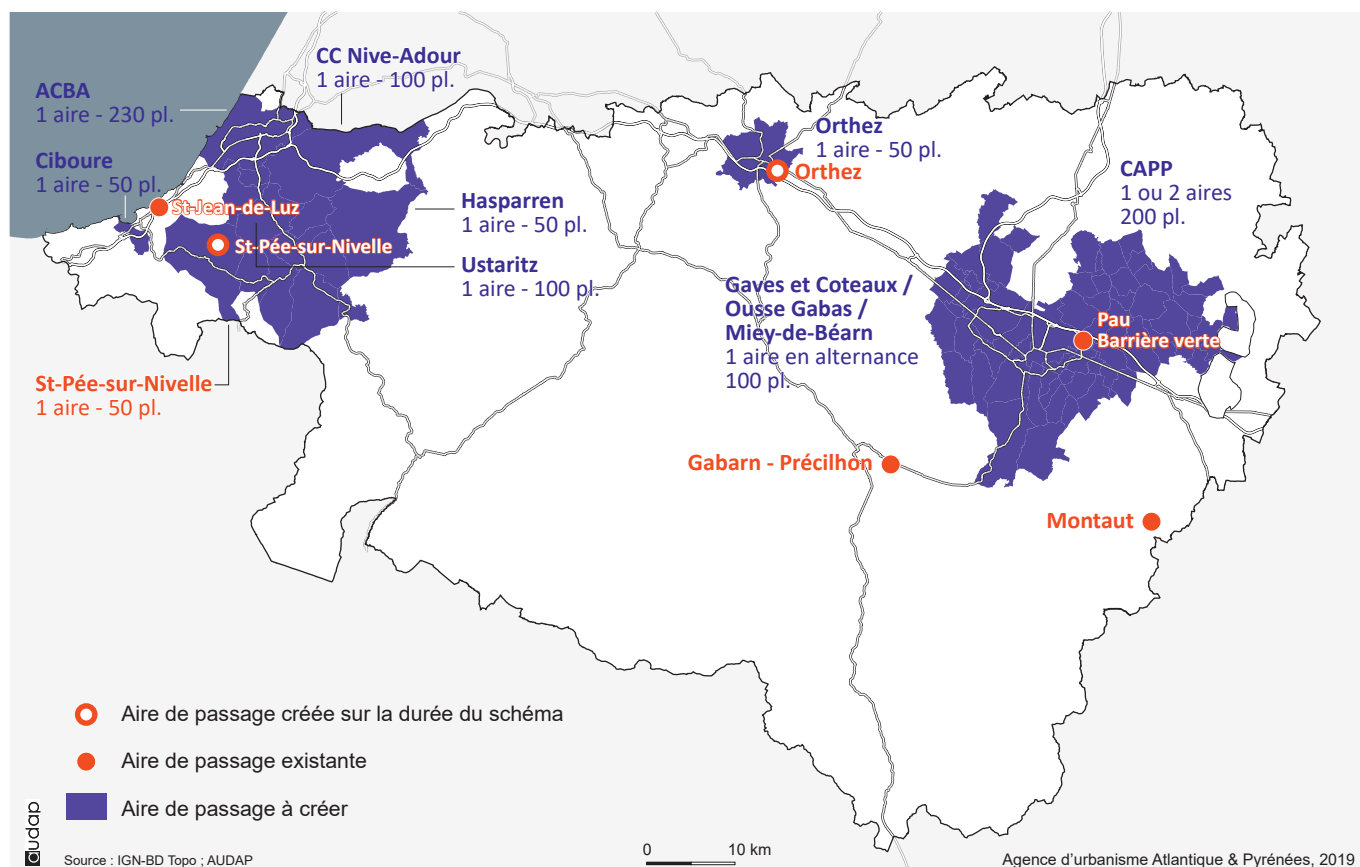 CC Nive-Adour
1 aire - 100 pl.
ACBA
1 aire - 230 pl.
Ciboure
1 aire - 50 pl.
St-Jean-de-Luz
St-Pée-sur-Nivelle
Hasparren
1 aire - 50 pl.
Ustaritz
1 aire - 100 pl.
St-Pée-sur-Nivelle
1 aire - 50 pl.
Orthez
1 aire - 50 pl.
Orthez
CAPP
1 ou 2 aires
200 pl.
Gaves et Coteaux /
Ousse Gabas /
Miey-de-Béarn
1 aire en alternance
100 pl.
Pau
Barrière verte
Gabarn - Précilhon
Montaut
Aire de passage créée sur la durée du schéma
Aire de passage existante
Aire de passage à créer
audap
Source : IGN-BD Topo ; AUDAP
0 10 km
Agence d'urbanisme Atlantique & Pyrénées, 2019